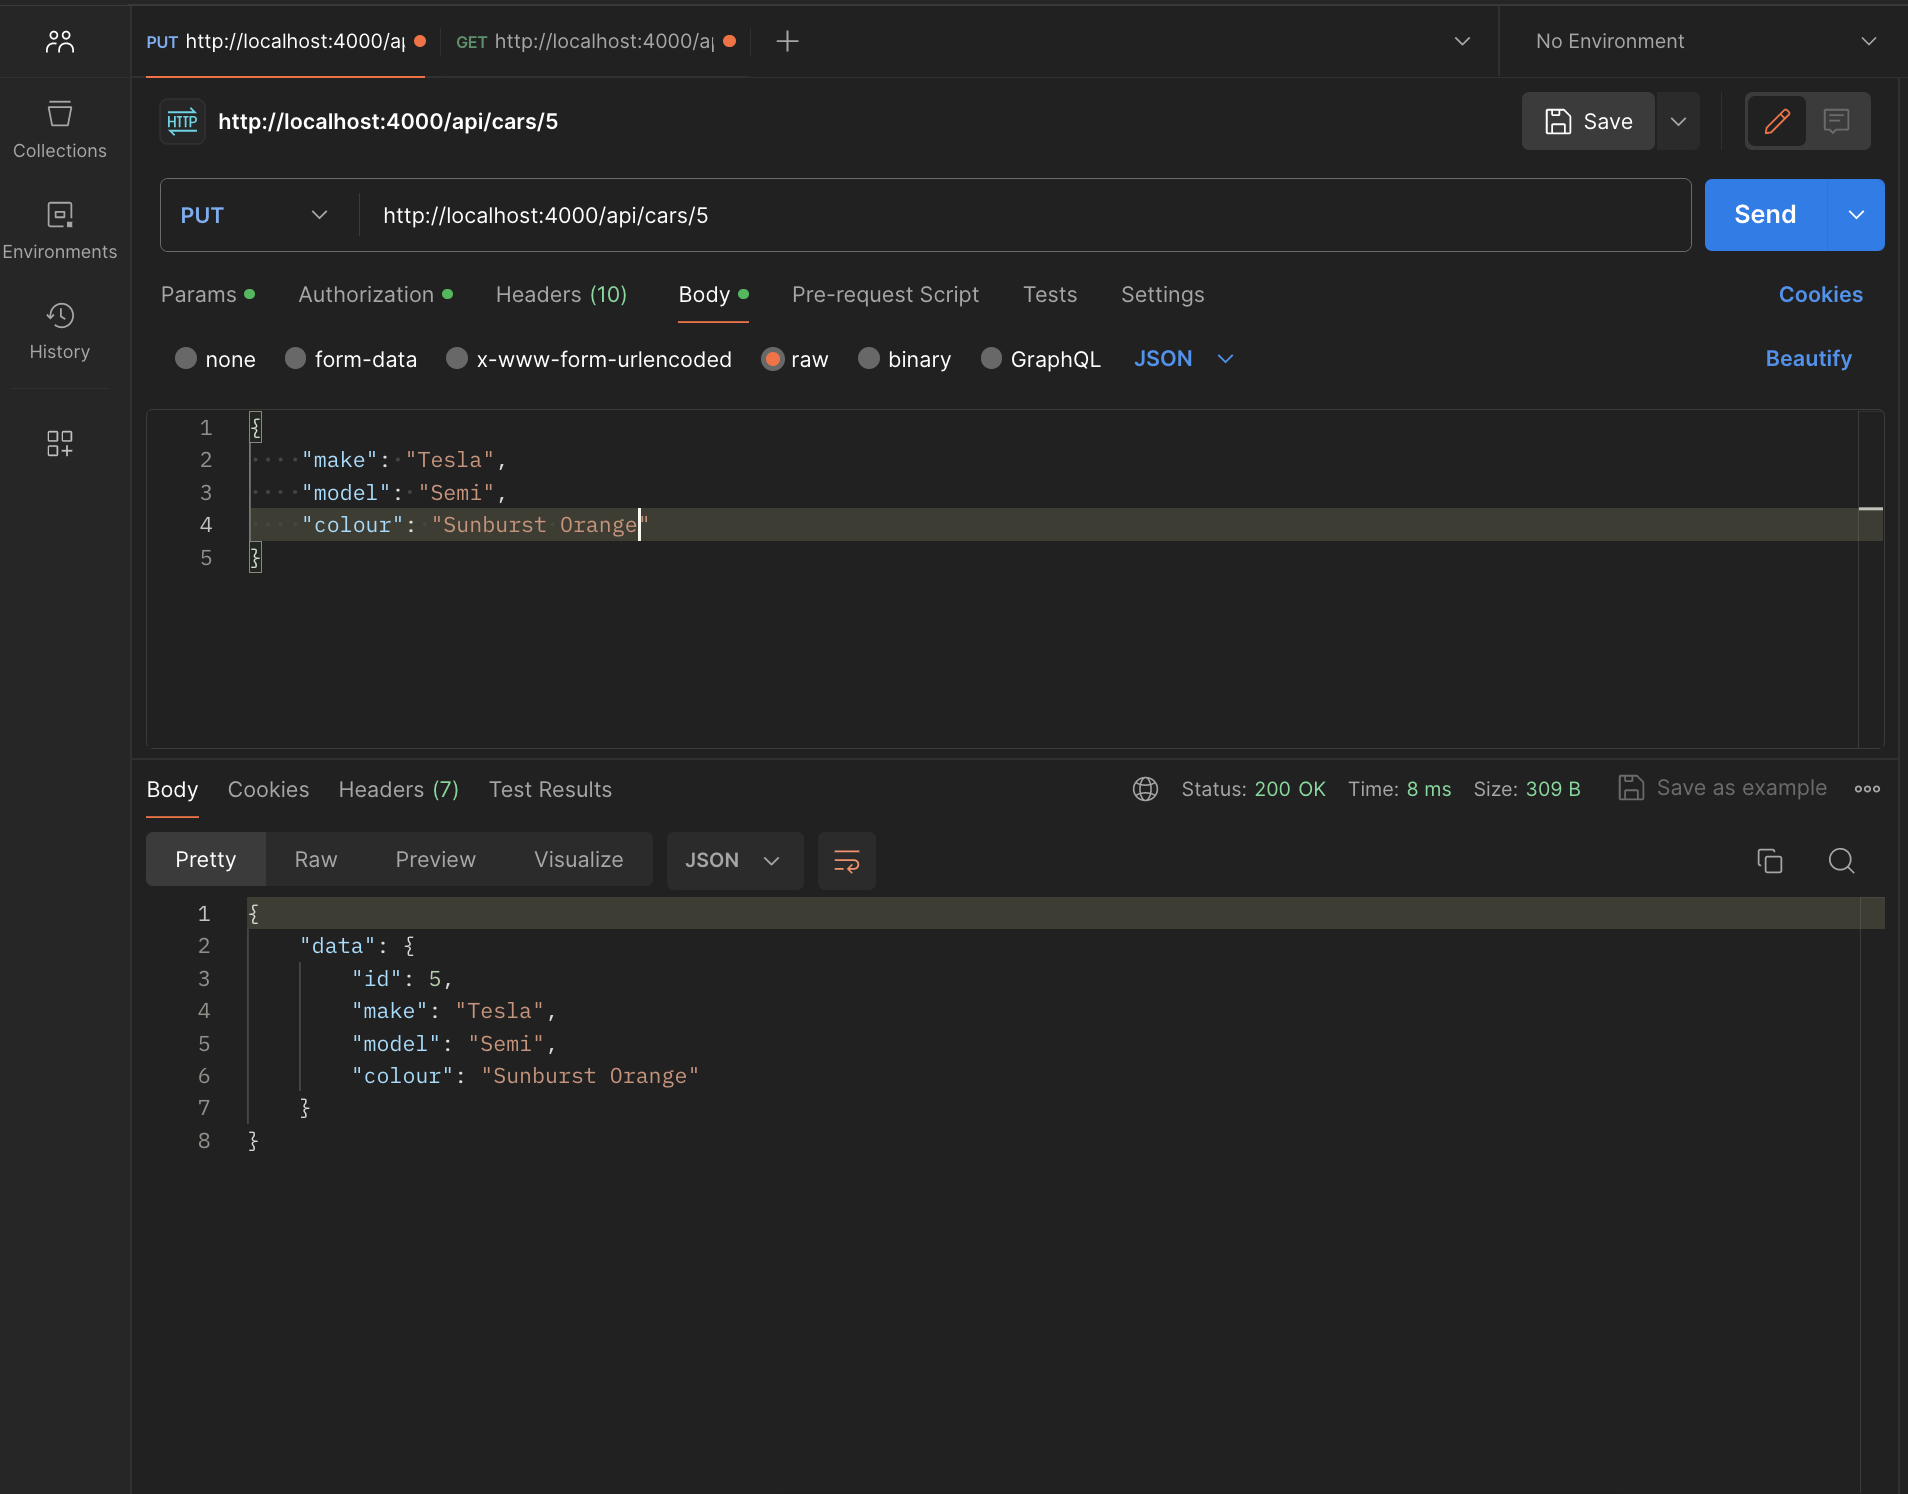 PUT http://localhost:4000/a
GET http://localhost:4000/a
No Environment
Collections
Environments
History
HTTP
http://localhost:4000/api/cars/5
Save
PUT
http://localhost:4000/api/cars/5
Send
Params
Authorization
Headers (10)
Body
Pre-request Script
Tests
Settings
Cookies
none
form-data
x-www-form-urlencoded
raw
binary
GraphQL
JSON
Beautify
1 {
2 "make": "Tesla",
3 "model": "Semi",
4 "colour": "Sunburst Orange"
5 }
Body
Cookies
Headers (7)
Test Results
Status: 200 OK
Time: 8 ms
Size: 309 B
Save as example
Pretty
Raw
Preview
Visualize
JSON
1 {
2 "data": {
3 "id": 5,
4 "make": "Tesla",
5 "model": "Semi",
6 "colour": "Sunburst Orange"
7 }
8 }